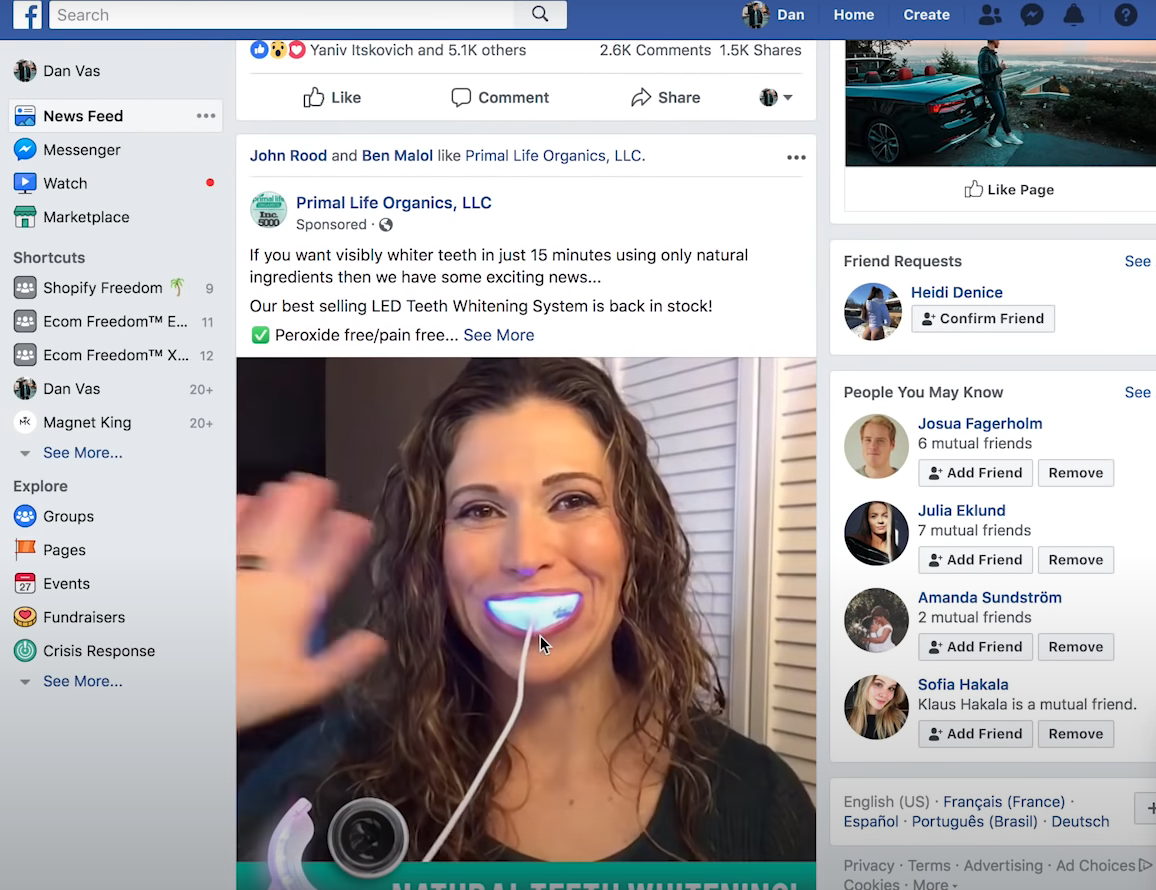 Search
Dan
Home
Create
Dan Vas
News Feed
Messenger
Watch
Marketplace
Shortcuts
Shopify Freedom 🌴 9
Ecom Freedom™ E... 11
Ecom Freedom™ X... 12
Dan Vas 20+
Magnet King 20+
See More...
Explore
Groups
Pages
27 Events
Fundraisers
Crisis Response
See More...
Yaniv Itskovich and 5.1K others 2.6K Comments 1.5K Shares
Like Comment Share
John Rood and Ben Malol like Primal Life Organics, LLC.
primal life
Inc.
5000
Primal Life Organics, LLC
Sponsored ·
If you want visibly whiter teeth in just 15 minutes using only natural
ingredients then we have some exciting news...
Our best selling LED Teeth Whitening System is back in stock!
✅ Peroxide free/pain free... See More
NATURAL TEETH WHITENING!
Like Page
Friend Requests See
Heidi Denice
Confirm Friend
People You May Know See
Josua Fagerholm
6 mutual friends
Add Friend Remove
Julia Eklund
7 mutual friends
Add Friend Remove
Amanda Sundström
2 mutual friends
Add Friend Remove
Sofia Hakala
Klaus Hakala is a mutual friend.
Add Friend Remove
English (US) · Français (France) ·
Español · Português (Brasil) · Deutsch
Privacy · Terms · Advertising · Ad Choices
Cookies · More